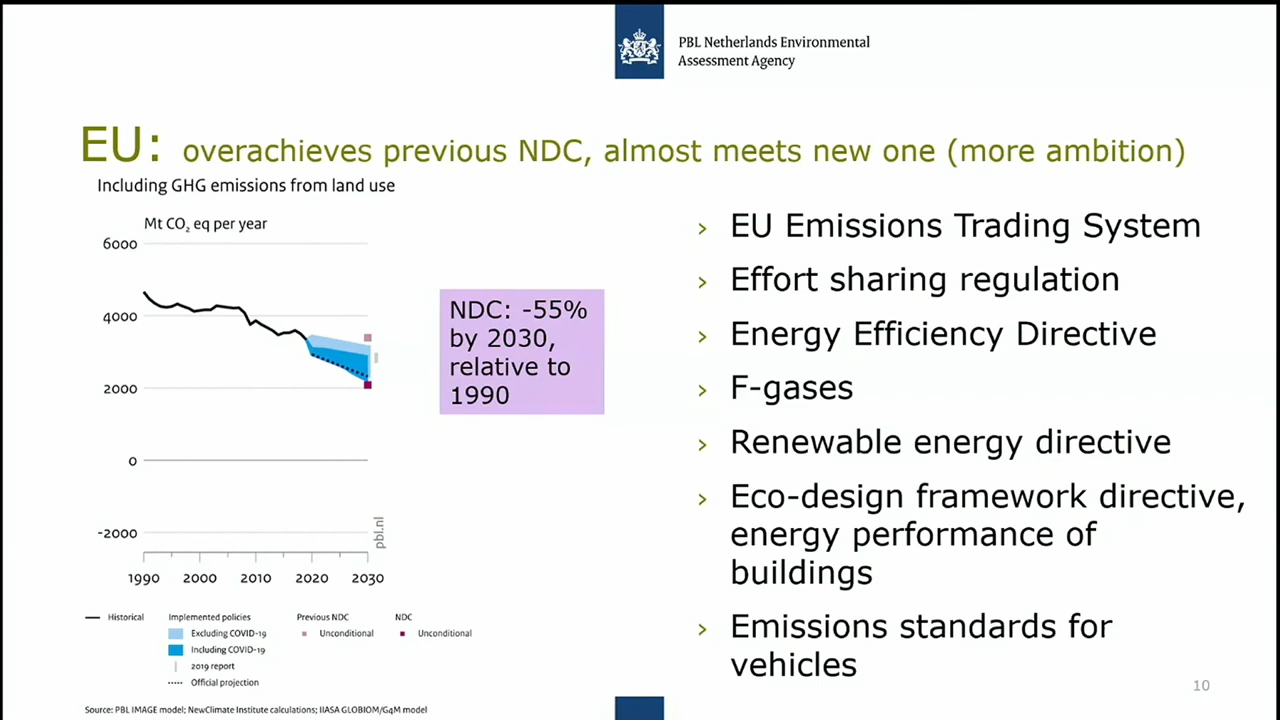 PBL Netherlands Environmental
Assessment Agency
EU: overachieves previous NDC, almost meets new one (more ambition)
Including GHG emissions from land use
Mt CO₂ eq per year
6000
4000
2000
0
-2000
1990 2000 2010 2020 2030
pbl.nl
Historical
Implemented policies
Excluding COVID-19
Including COVID-19
2019 report
Official projection
Previous NDC
Unconditional
NDC
Unconditional
Source: PBL IMAGE model; NewClimate Institute calculations; IIASA GLOBIOM/G4M model
NDC: -55%
by 2030,
relative to
1990
› EU Emissions Trading System
› Effort sharing regulation
› Energy Efficiency Directive
› F-gases
› Renewable energy directive
› Eco-design framework directive,
energy performance of
buildings
› Emissions standards for
vehicles
10